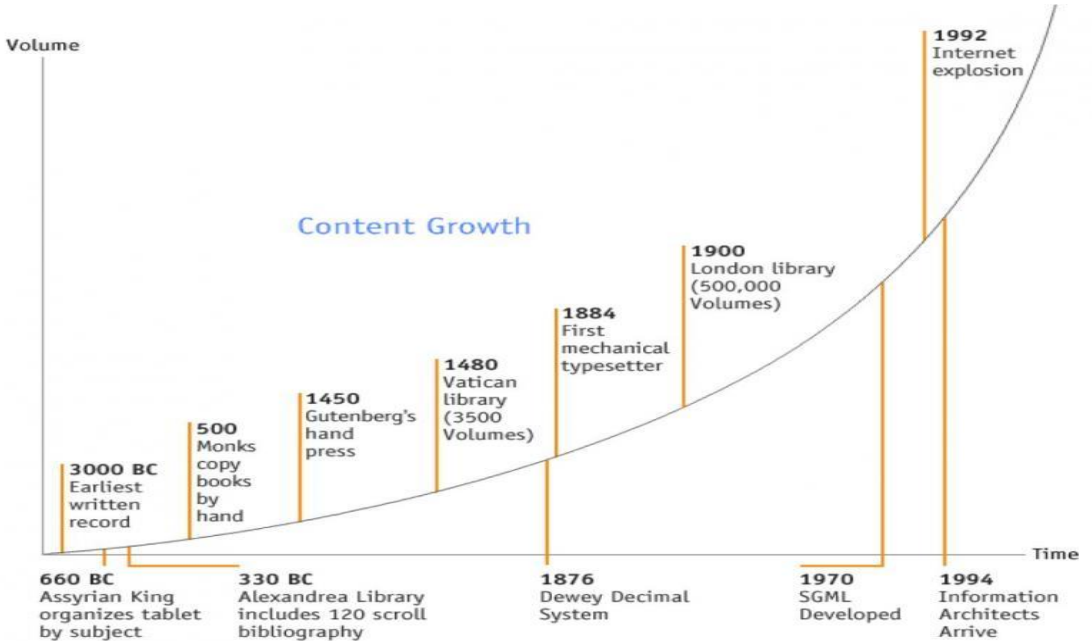 Volume
1992
Internet
explosion
Content Growth
1900
London library
(500,000
Volumes)
1884
First
mechanical
typesetter
1480
Vatican
library
(3500
Volumes)
1450
Gutenberg's
hand
press
500
Monks
copy
books
by
hand
3000 BC
Earliest
written
record
Time
660 BC
Assyrian King
organizes tablet
by subject
330 BC
Alexandrea Library
includes 120 scroll
bibliography
1876
Dewey Decimal
System
1970
SGML
Developed
1994
Information
Architects
Arrive